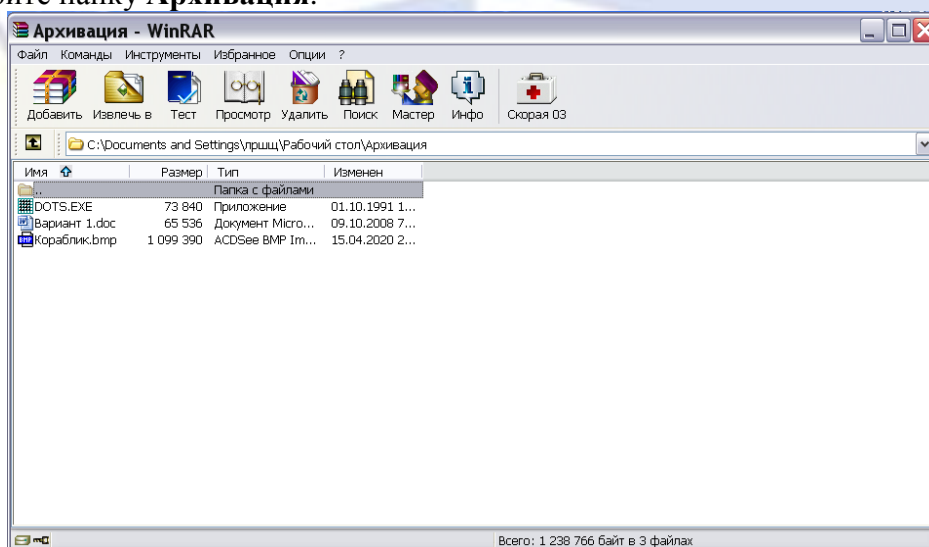 рите папку Архивация.
Архивация - WinRAR
Файл Команды Инструменты Избранное Опции ?
Добавить Извлечь в Тест Просмотр Удалить Поиск Мастер Инфо Скорая 03
C:\Documents and Settings\пршщ\Рабочий стол\Архивация
Имя Размер Тип Изменен
.. Папка с файлами
DOTS.EXE 73 840 Приложение 01.10.1991 1...
Вариант 1.doc 65 536 Документ Micro... 09.10.2008 7...
Кораблик.bmp 1 099 390 ACDSee BMP Im... 15.04.2020 2...
Всего: 1 238 766 байт в 3 файлах